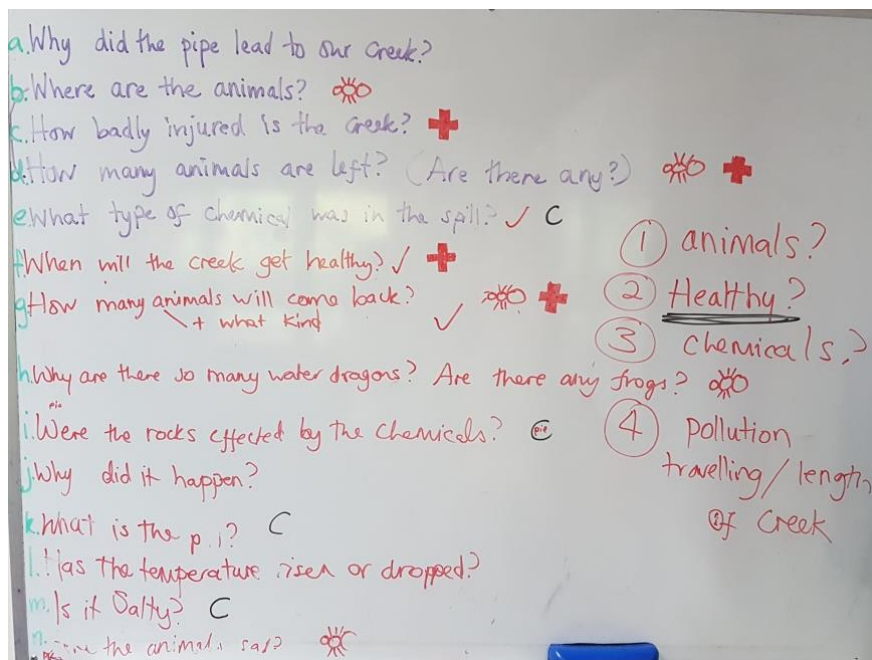 a. Why did the pipe lead to our creek?
b. Where are the animals?
c. How badly injured is the creek?
d. How many animals are left? (Are there any?)
e. What type of chemical was in the spill? ✓ C
f. When will the creek get healthy? ✓
g. How many animals will come back? ✓
+ what kind
h. Why are there so many water dragons? Are there any frogs?
pie
i. Were the rocks effected by the chemicals? C pie
j. Why did it happen?
k. What is the C
l. Has the temperature risen or dropped?
m. Is it Salty? C
n. the animals
1 animals?
2 Healthy?
3 chemicals?
4 pollution
travelling/length
of creek